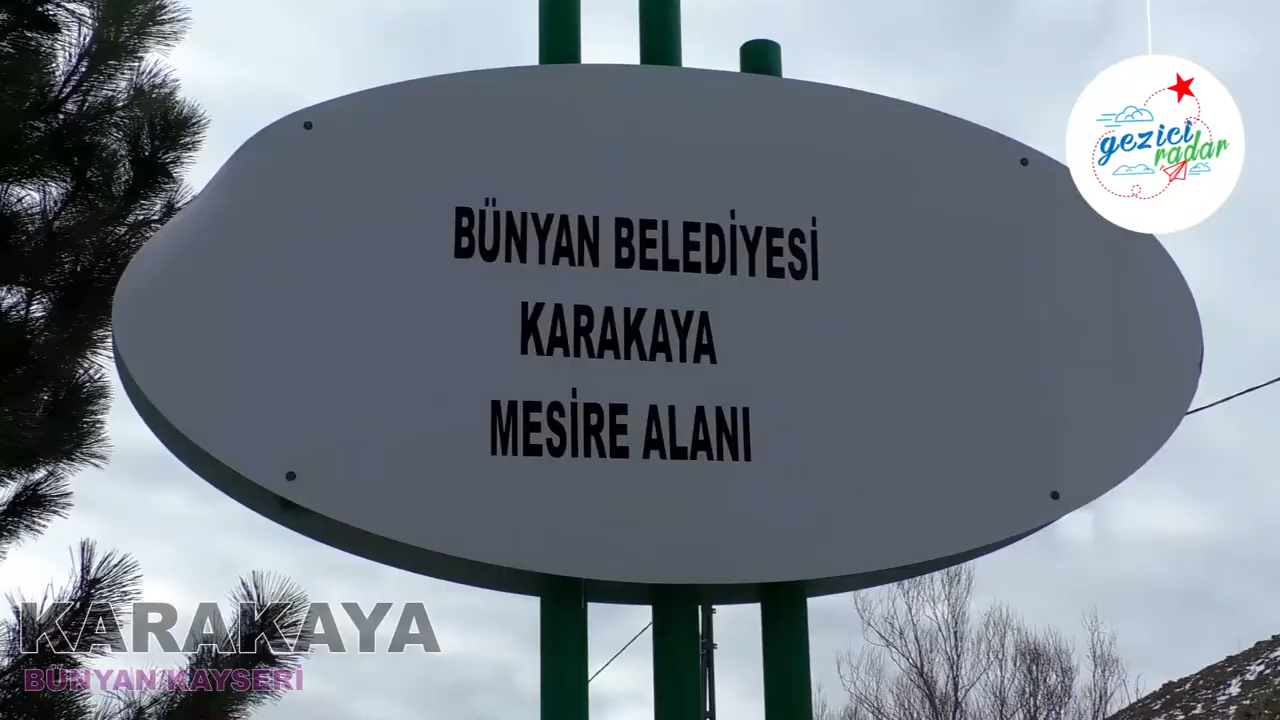 gezici
radar
BÜNYAN BELEDİYESİ
KARAKAYA
MESİRE ALANI
KARAKAYA
BÜNYAN/KAYSERİ